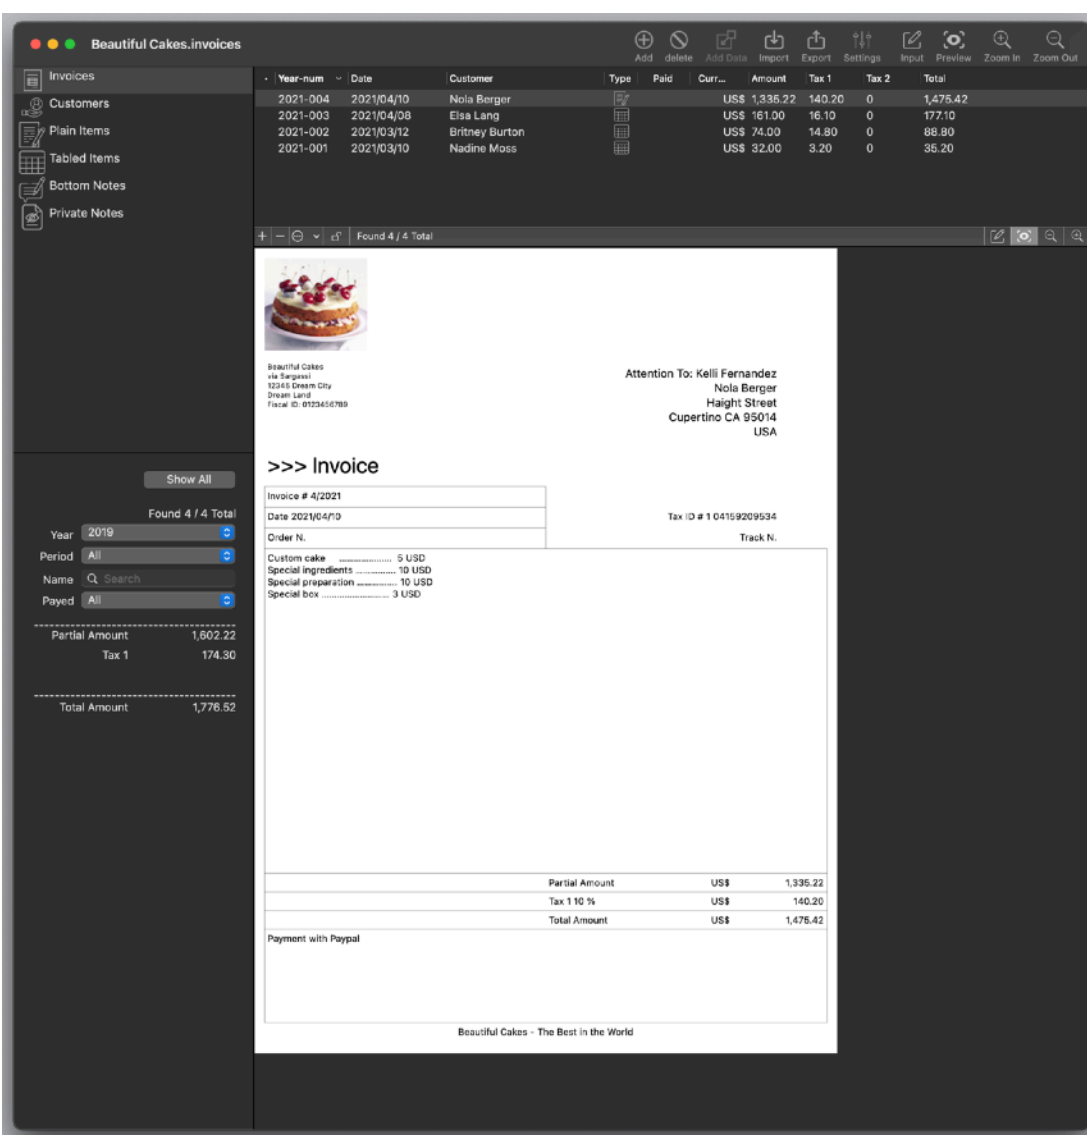 Beautiful Cakes.invoices
Add delete Add Data Import Export Settings Input Preview Zoom In Zoom Out
Invoices
Customers
Plain Items
Tabled Items
Bottom Notes
Private Notes
Year-num Date Customer Type Paid Curr... Amount Tax 1 Tax 2 Total
2021-004 2021/04/10 Nola Berger US$ 1,335.22 140.20 0 1,475.42
2021-003 2021/04/08 Elsa Lang US$ 161.00 16.10 0 177.10
2021-002 2021/03/12 Britney Burton US$ 74.00 14.80 0 88.80
2021-001 2021/03/10 Nadine Moss US$ 32.00 3.20 0 35.20
Found 4 / 4 Total
Show All
Found 4 / 4 Total
Year 2019
Period All
Name Search
Payed All
Partial Amount 1,602.22
Tax 1 174.30
Total Amount 1,776.52
Beautiful Cakes
via Sargassi
12345 Dream City
Dream Land
Fiscal ID: 0123456789
Attention To: Kelli Fernandez
Nola Berger
Haight Street
Cupertino CA 95014
USA
>>> Invoice
Invoice # 4/2021
Date 2021/04/10 Tax ID # 1 04159209534
Order N. Track N.
Custom cake ........................ 5 USD
Special ingredients .................. 10 USD
Special preparation .................. 10 USD
Special box .............................. 3 USD
Partial Amount US$ 1,335.22
Tax 1 10 % US$ 140.20
Total Amount US$ 1,475.42
Payment with Paypal
Beautiful Cakes - The Best in the World